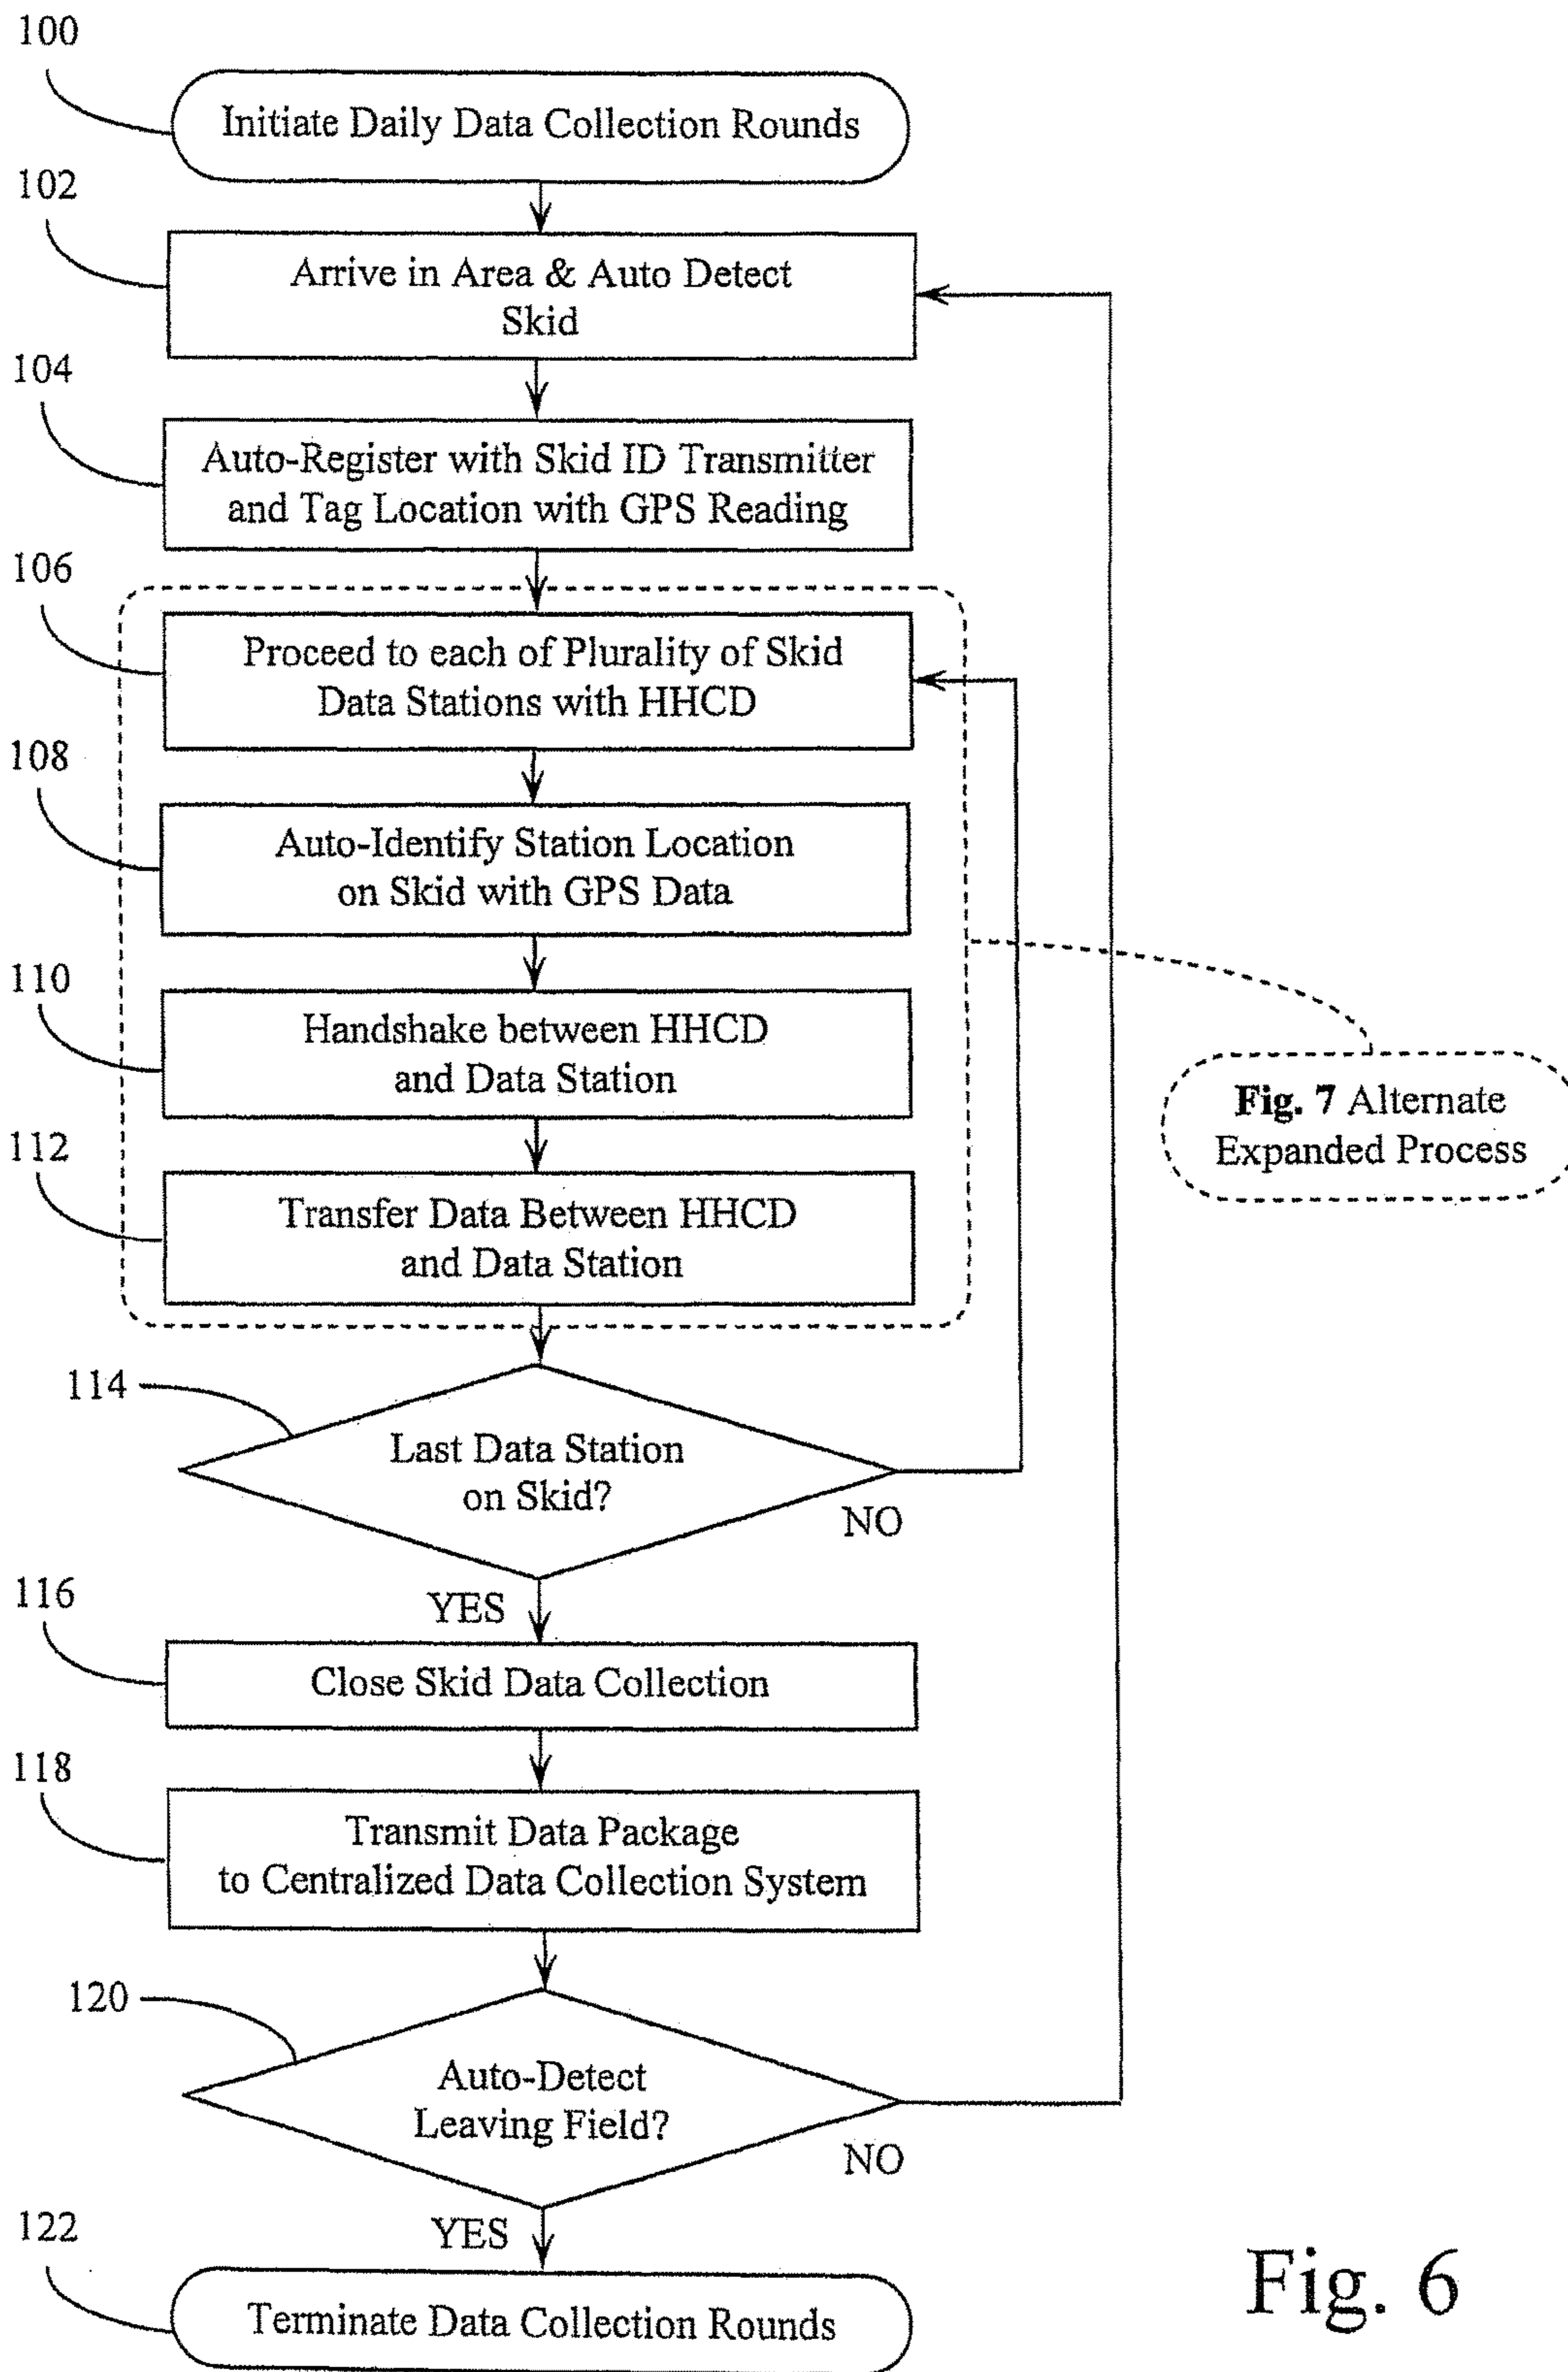 100
Initiate Daily Data Collection Rounds
102
Arrive in Area & Auto Detect
Skid
104
Auto-Register with Skid ID Transmitter
and Tag Location with GPS Reading
106
Proceed to each of Plurality of Skid
Data Stations with HHCD
108
Auto-Identify Station Location
on Skid with GPS Data
110
Handshake between HHCD
and Data Station
Fig. 7 Alternate
Expanded Process
112
Transfer Data Between HHCD
and Data Station
114
Last Data Station
on Skid?
NO
YES
116
Close Skid Data Collection
118
Transmit Data Package
to Centralized Data Collection System
120
Auto-Detect
Leaving Field?
NO
YES
122
Terminate Data Collection Rounds
Fig. 6